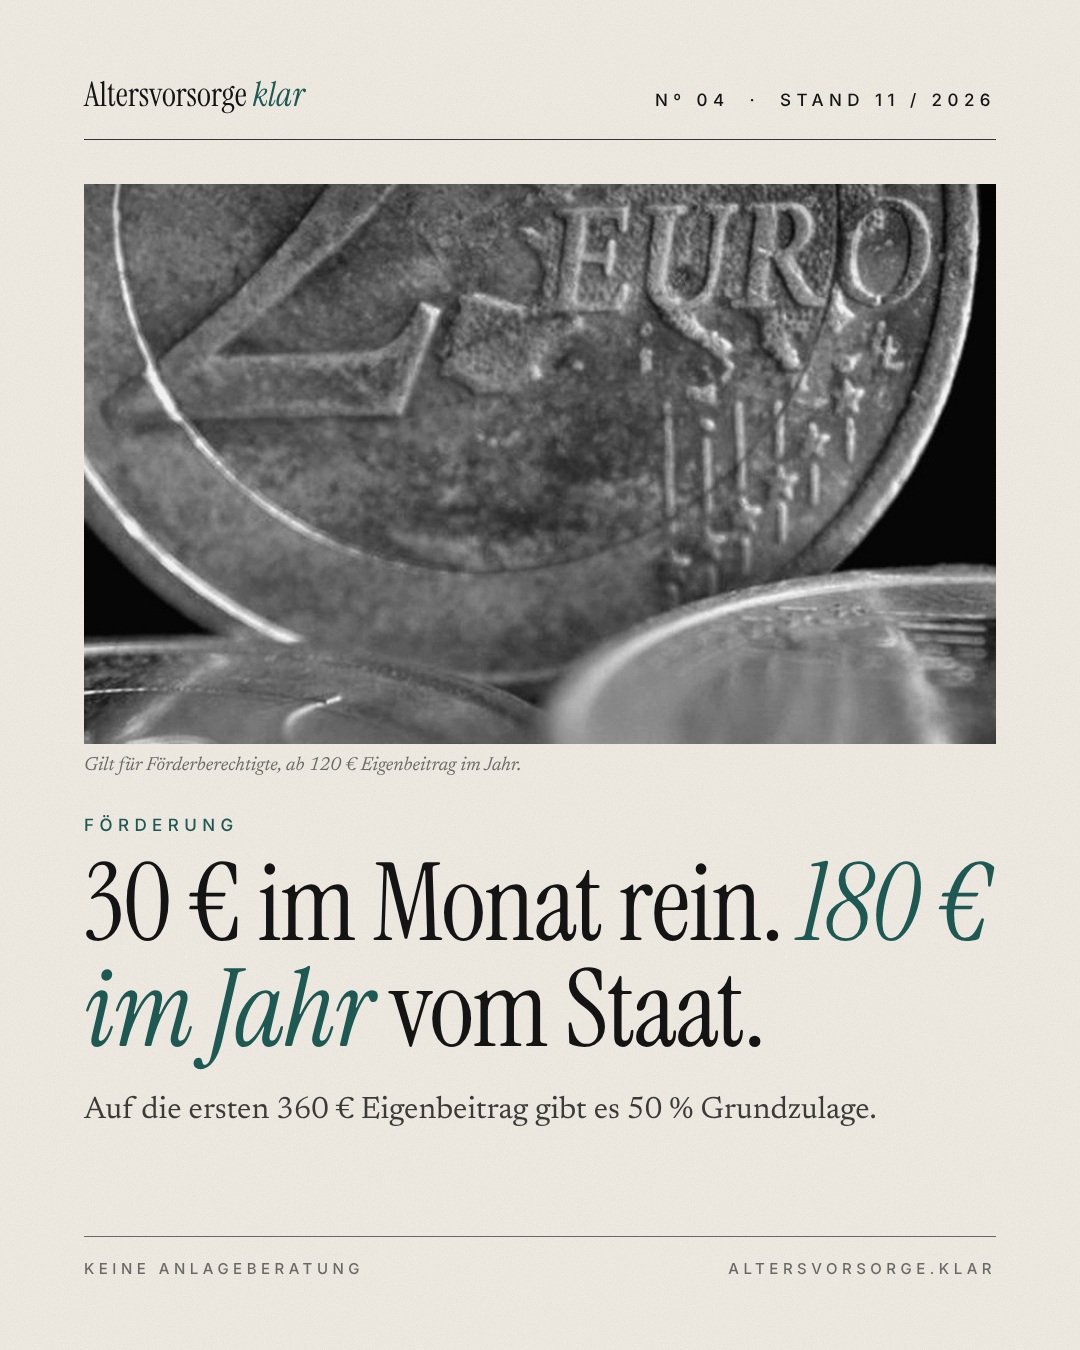 Altersvorsorge klar
Nº 04 · STAND 11 / 2026
2 EURO
Gilt für Förderberechtigte, ab 120 € Eigenbeitrag im Jahr.
FÖRDERUNG
30 € im Monat rein. 180 €
im Jahr vom Staat.
Auf die ersten 360 € Eigenbeitrag gibt es 50 % Grundzulage.
KEINE ANLAGEBERATUNG
ALTERSVORSORGE.KLAR